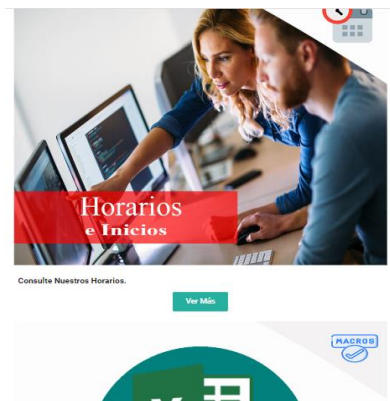 Horarios
e Inicios
Consulte Nuestros Horarios.
Ver Más
MACROS